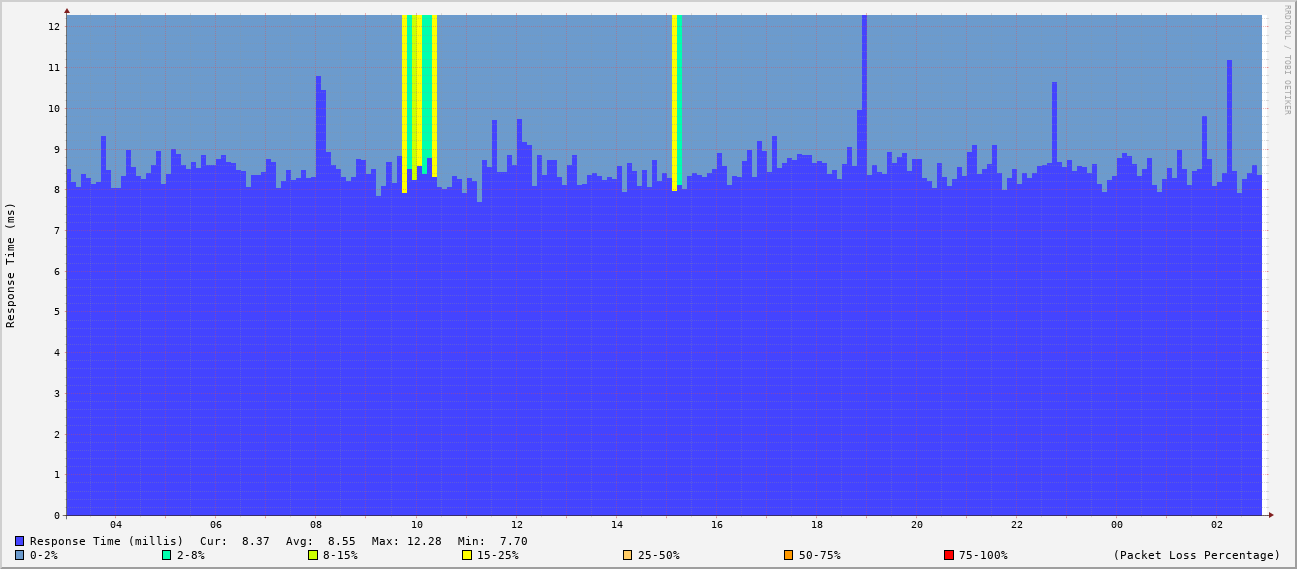 RRDTOOL / TOBI OETIKER
Response Time (ms)
12
11
10
9
8
7
6
5
4
3
2
1
0
04 06 08 10 12 14 16 18 20 22 00 02
Response Time (millis) Cur: 8.37 Avg: 8.55 Max: 12.28 Min: 7.70
0-2% 2-8% 8-15% 15-25% 25-50% 50-75% 75-100% (Packet Loss Percentage)